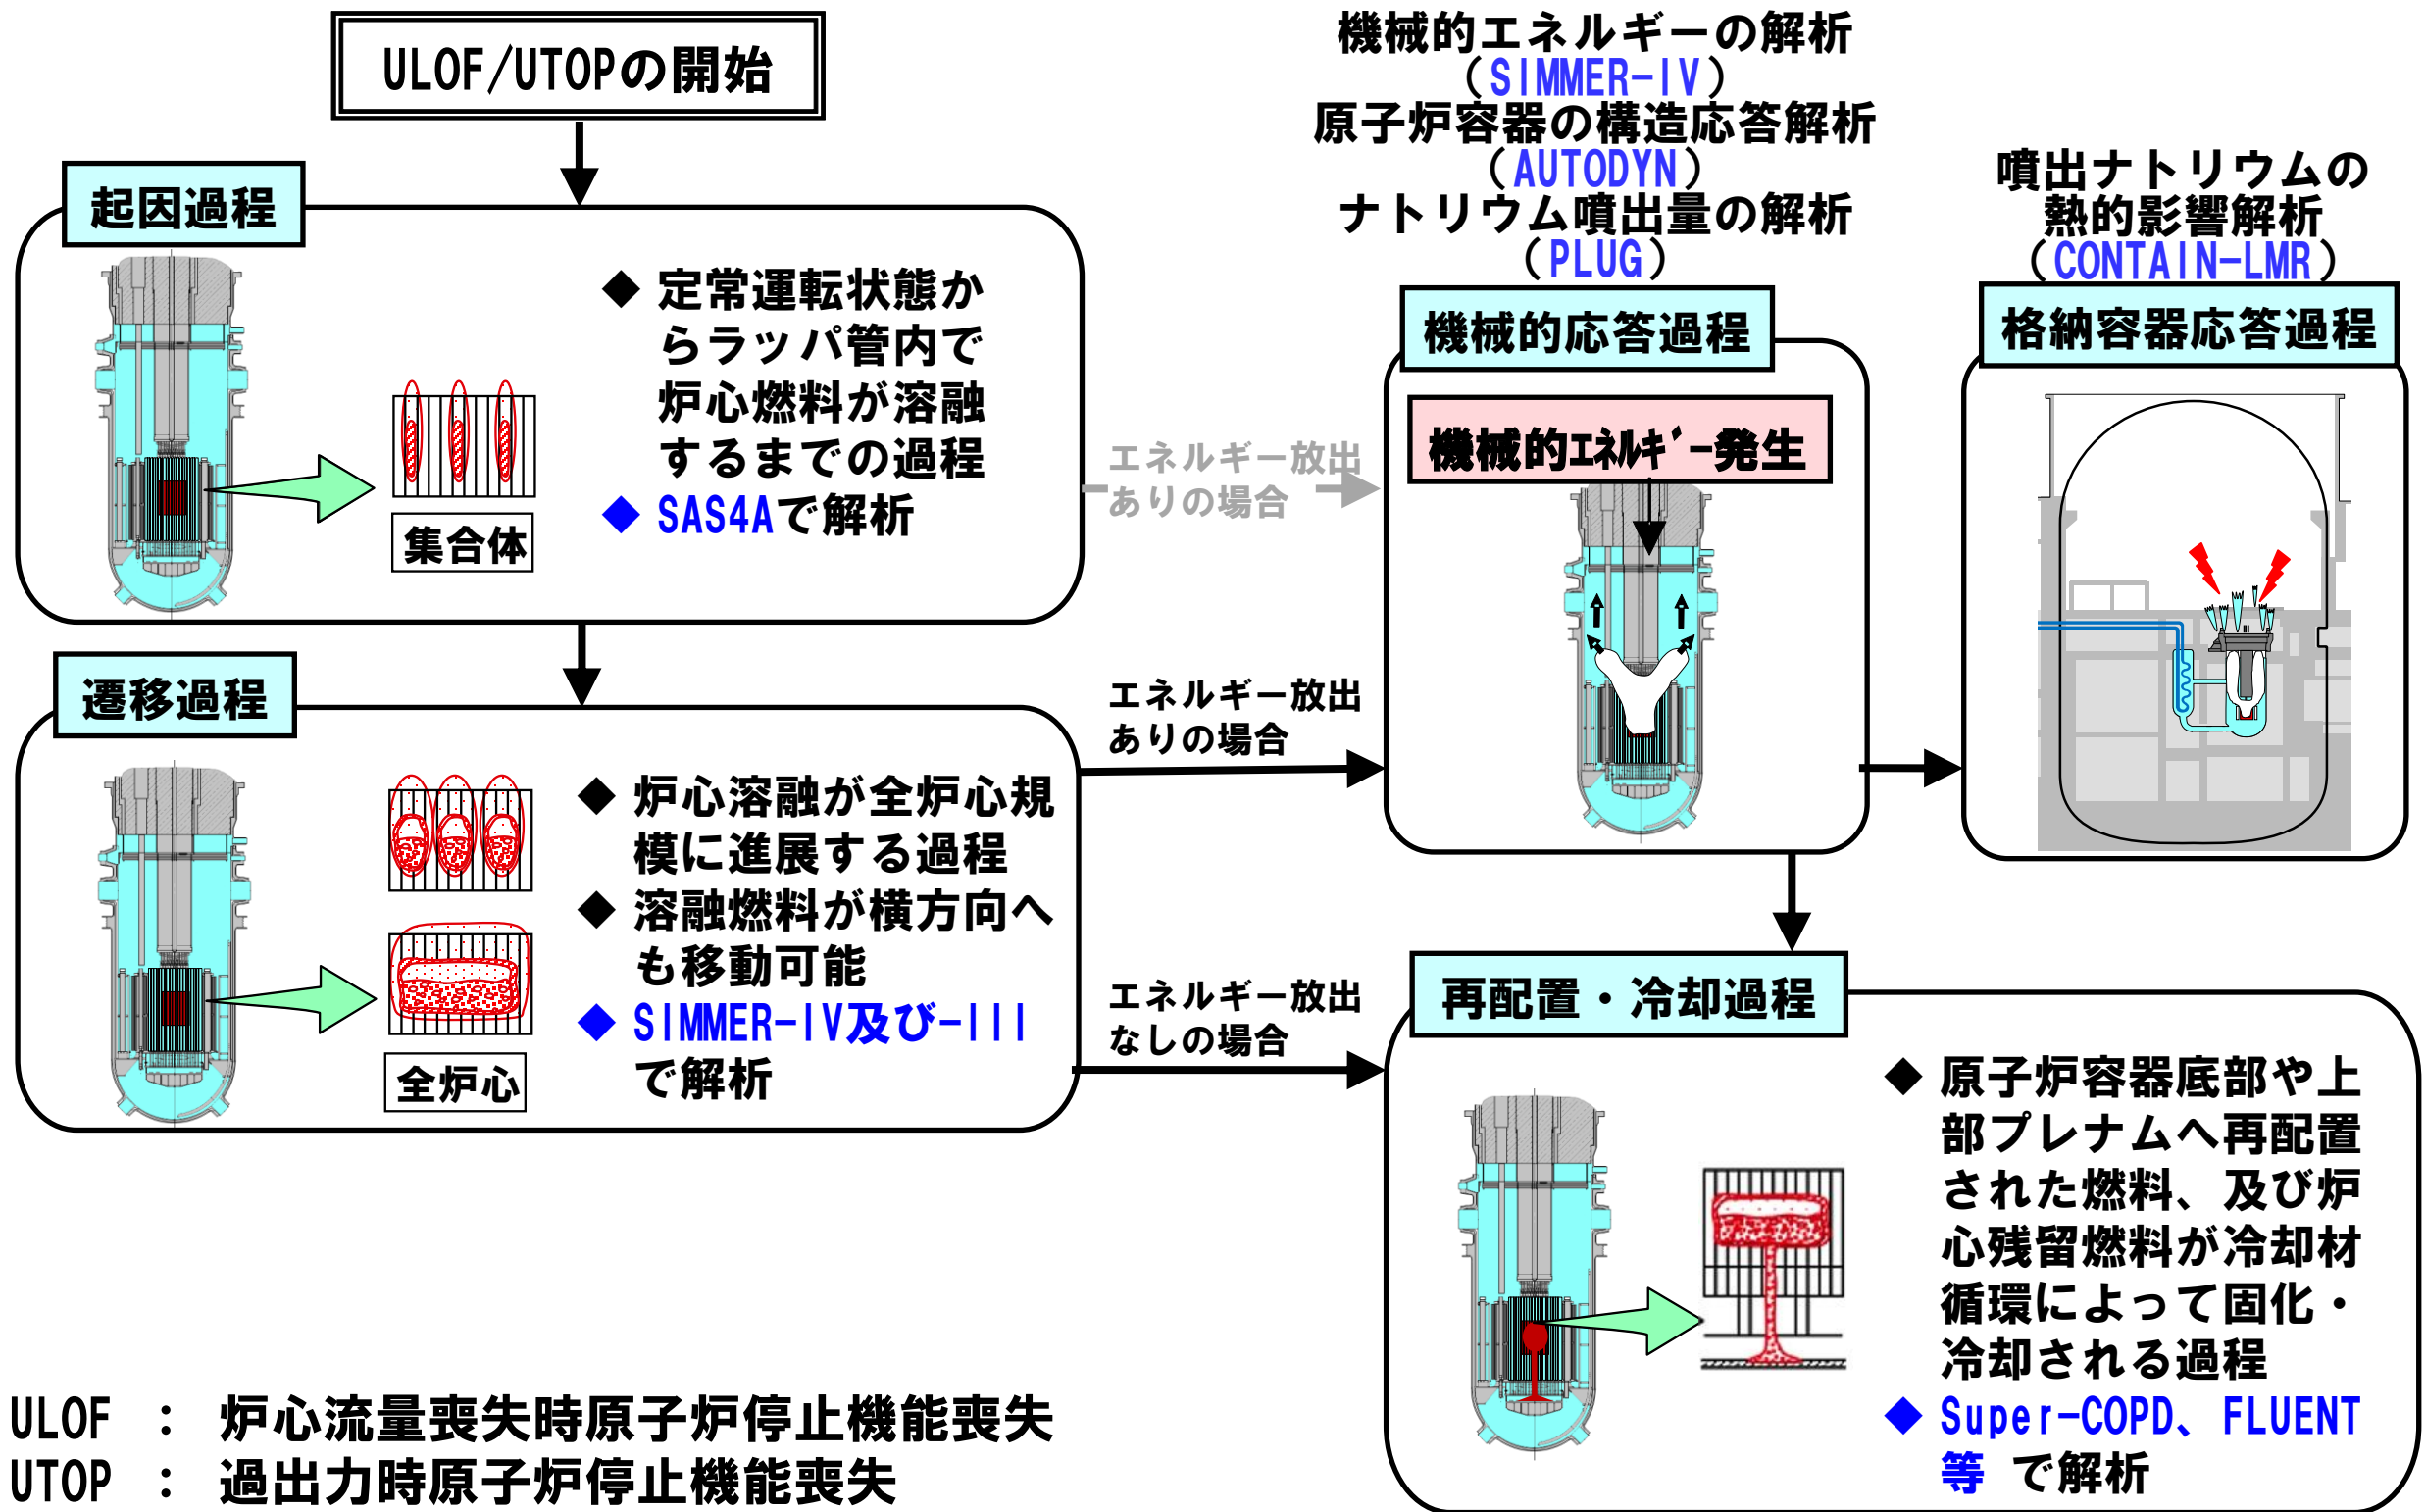 ULOF/UTOPの開始
起因過程
◆ 定常運転状態か
らラッパ管内で
炉心燃料が溶融
するまでの過程
◆ SAS4Aで解析
集合体
エネルギー放出
ありの場合
遷移過程
◆ 炉心溶融が全炉心規
模に進展する過程
◆ 溶融燃料が横方向へ
も移動可能
◆ SIMMER-IV及び-III
で解析
全炉心
エネルギー放出
ありの場合
エネルギー放出
なしの場合
機械的エネルギーの解析
(SIMMER-IV)
原子炉容器の構造応答解析
(AUTODYN)
ナトリウム噴出量の解析
(PLUG)
機械的応答過程
機械的ｴﾈﾙｷﾞｰ発生
噴出ナトリウムの
熱的影響解析
(CONTAIN-LMR)
格納容器応答過程
再配置・冷却過程
◆ 原子炉容器底部や上
部プレナムへ再配置
された燃料、及び炉
心残留燃料が冷却材
循環によって固化・
冷却される過程
◆ Super-COPD、FLUENT
等 で解析
ULOF : 炉心流量喪失時原子炉停止機能喪失
UTOP : 過出力時原子炉停止機能喪失